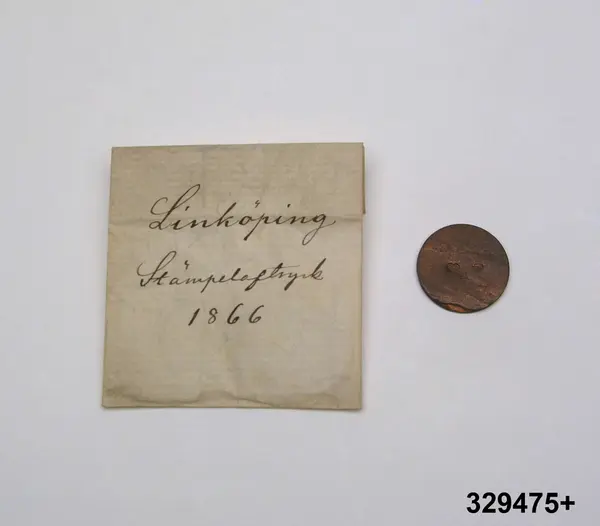 Linköping
Stämpelaftryck
1866
329475+